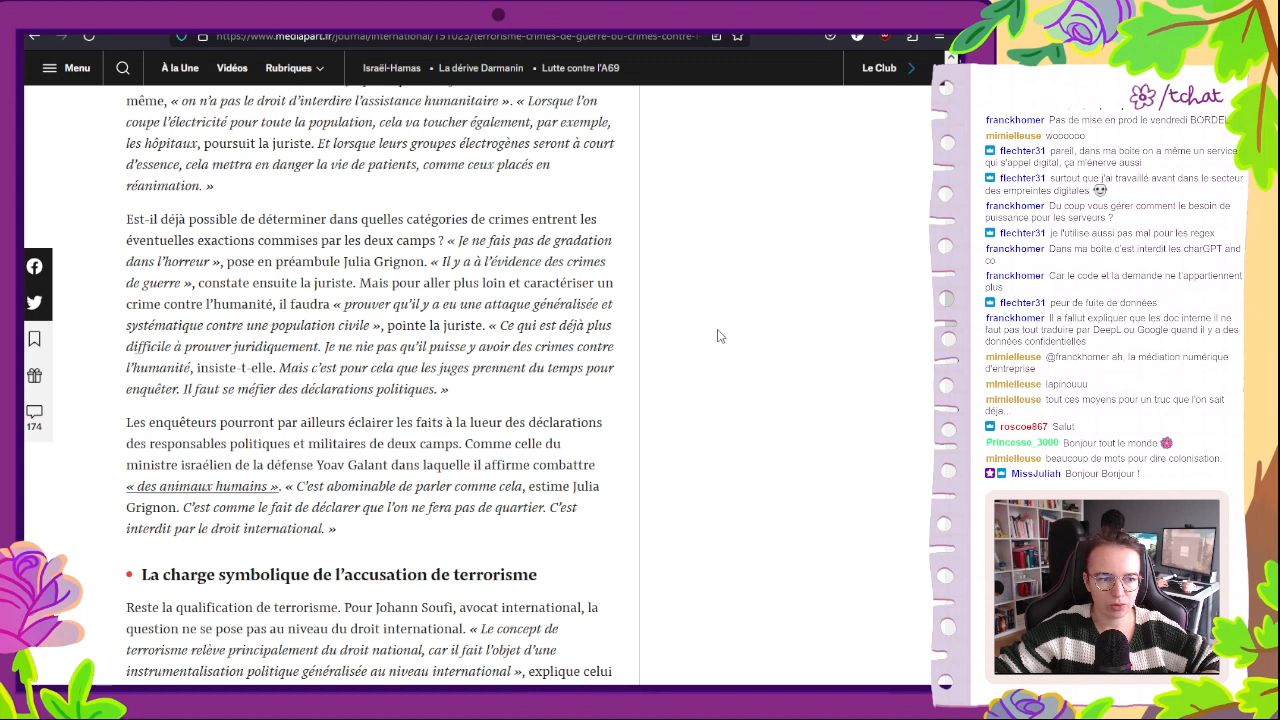 https://www.mediapart.fr/journal/international/151023/terrorisme-crimes-de-guerre-ou-crimes-contre-l
Menu
À la Une
Vidéo
Rubriques
aël-Hamas
La dérive Darman
Lutte contre l'A69
Le Club
même, « on n'a pas le droit d'interdire l'assistance humanitaire ». « Lorsque l'on
coupe l'électricité pour toute la population, cela va toucher également, par exemple,
les hôpitaux, poursuit la juriste. Lorsque leurs groupes électrogènes seront à court
d'essence, cela mettra en danger la vie de patients, comme ceux placés en
réanimation. »
Est-il déjà possible de déterminer dans quelles catégories de crimes entrent les
éventuelles exactions commises par les deux camps ? « Je ne fais pas de gradation
dans l'horreur », pose en préambule Julia Grignon. « Il y a à l'évidence des crimes
de guerre », constate ensuite la juriste. Mais pour aller plus loin et caractériser un
crime contre l'humanité, il faudra « prouver qu'il y a eu une attaque généralisée et
systématique contre une population civile », pointe la juriste. « Ce qui est déjà plus
difficile à prouver juridiquement. Je ne nie pas qu'il puisse y avoir des crimes contre
l'humanité, insiste-t-elle. Mais c'est pour cela que les juges prennent du temps pour
enquêter. Il faut se méfier des déclarations politiques. »
Les enquêteurs pourront par ailleurs éclairer les faits à la lueur des déclarations
des responsables politiques et militaires de deux camps. Comme celle du
ministre israélien de la défense Yoav Galant dans laquelle il affirme combattre
« des animaux humains ». « C'est abominable de parler comme cela, estime Julia
Grignon. C'est comme le fait de déclarer que l'on ne fera pas de quartier. C'est
interdit par le droit international. »
174
La charge symbolique de l'accusation de terrorisme
Reste la qualification de terrorisme. Pour Johann Soufi, avocat international, la
question ne se pose pas au niveau du droit international. « Le concept de
terrorisme relève principalement du droit national, car il fait l'objet d'une
instrumentalisation politique généralisée au niveau international », explique celui
/tchat
franckhomer Pas de mise en prod le vendredi BORDEL
mimielleuse woooooo
flechter31 pareil, dans ma boite on a même un service
qui s'appel digital, ça m'énerve aussi
flechter31 surtout que j'ai travaillé avant dans le secteur
des empreintes digitales
franckhomer Du coup vous gérer comment le besoin de
puissance pour les serveurs ?
flechter31 je l'utilise aussi pas mal pour les regex
franckhomer Dans ma boite c'est interdit les charGPT and
co
franckhomer Car le code et la demande ne t'appartiennent
plus
flechter31 peur de fuite de données
franckhomer Il a fallut expliquer que les doc interne il ne
faut pas tout traduire par DeepL ou Google quand il y a des
données confidentielles
mimielleuse @franckhomer ah, la médiation numérique
d'entreprise
mimielleuse lapinouuu
mimielleuse tout ces moyens pour un truc que l'on sait
déja...
roscoe867 Salut
Princesse_3000 Bonjour tout le monde
mimielleuse beaucoup de mots pour dire colonisation.
MissJuliah Bonjour Bonjour !